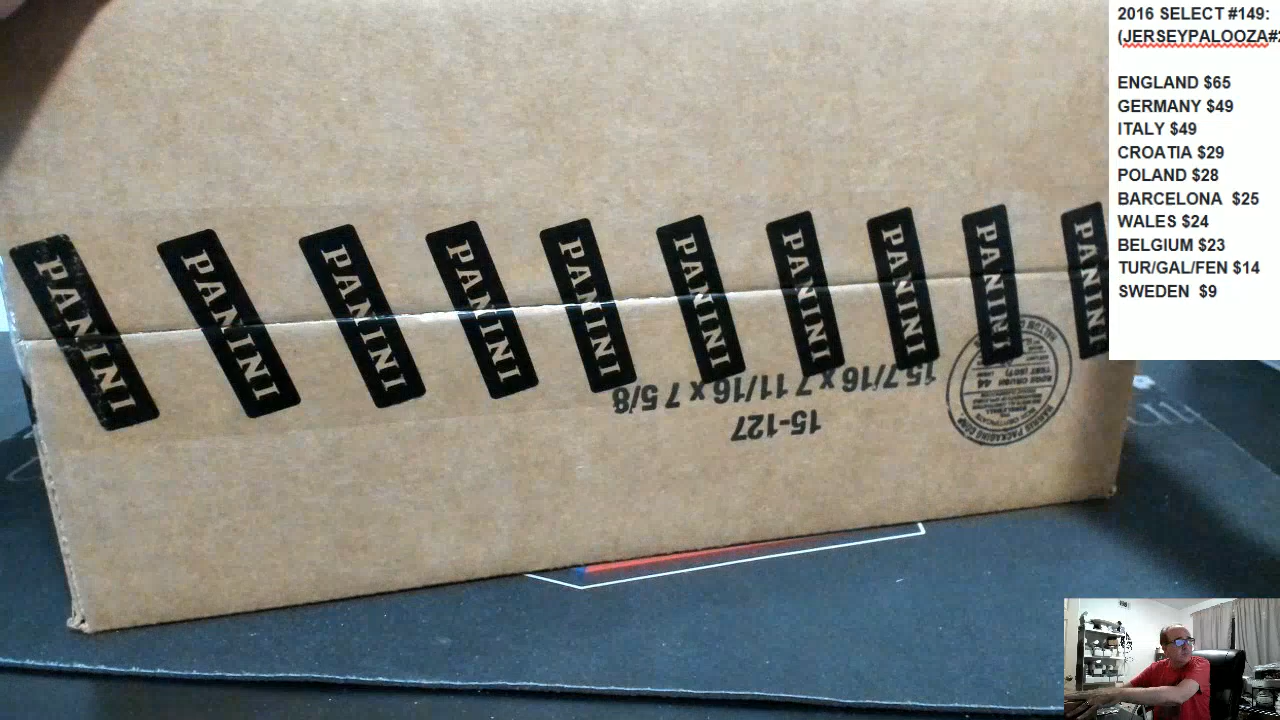 2016 SELECT #149:
(JERSEYPALOOZA#2
ENGLAND $65
GERMANY $49
ITALY $49
CROATIA $29
POLAND $28
BARCELONA $25
WALES $24
BELGIUM $23
TUR/GAL/FEN $14
SWEDEN $9
PANINI PANINI PANINI PANINI PANINI PANINI PANINI PANINI PANINI PANINI
15 7/16 x 7 11/16 x 7 5/8
15-127